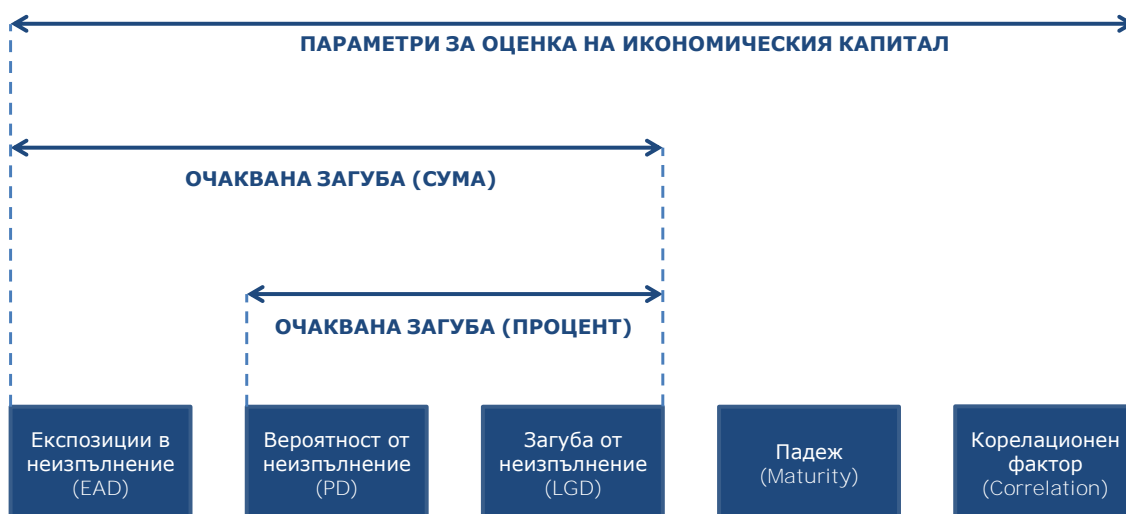 ПАРАМЕТРИ ЗА ОЦЕНКА НА ИКОНОМИЧЕСКИЯ КАПИТАЛ
ОЧАКВАНА ЗАГУБА (СУМА)
ОЧАКВАНА ЗАГУБА (ПРОЦЕНТ)
Експозиции в
неизпълнение
(EAD)
Вероятност от
неизпълнение
(PD)
Загуба от
неизпълнение
(LGD)
Падеж
(Maturity)
Корелационен
фактор
(Correlation)